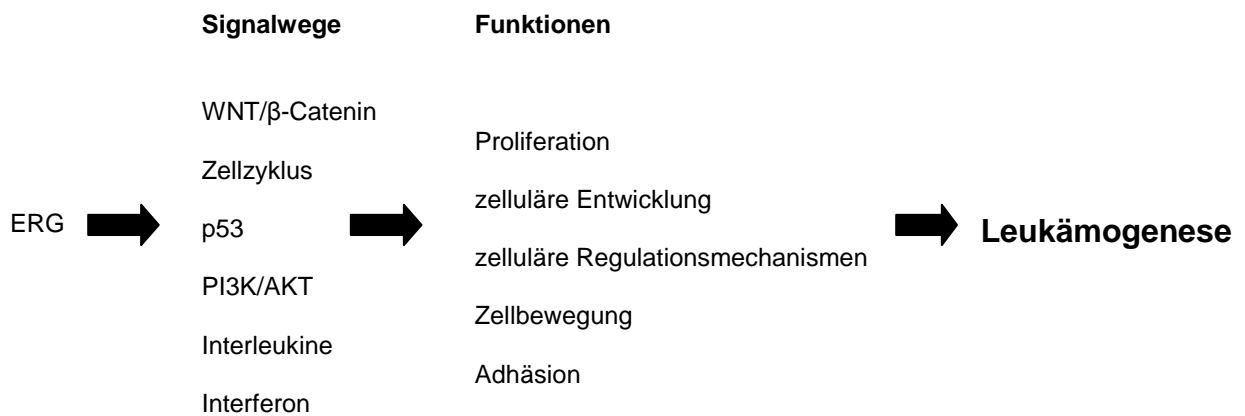 Signalwege
Funktionen
WNT/β-Catenin
Zellzyklus
p53
PI3K/AKT
Interleukine
Interferon
Proliferation
zelluläre Entwicklung
zelluläre Regulationsmechanismen
Zellbewegung
Adhäsion
ERG
Leukämogenese